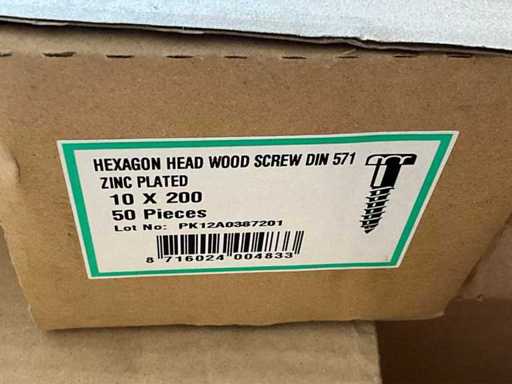 HEXAGON HEAD WOOD SCREW DIN 571
ZINC PLATED
10 X 200
50 Pieces
Lot No: PK12A0387201
8 716024 004833